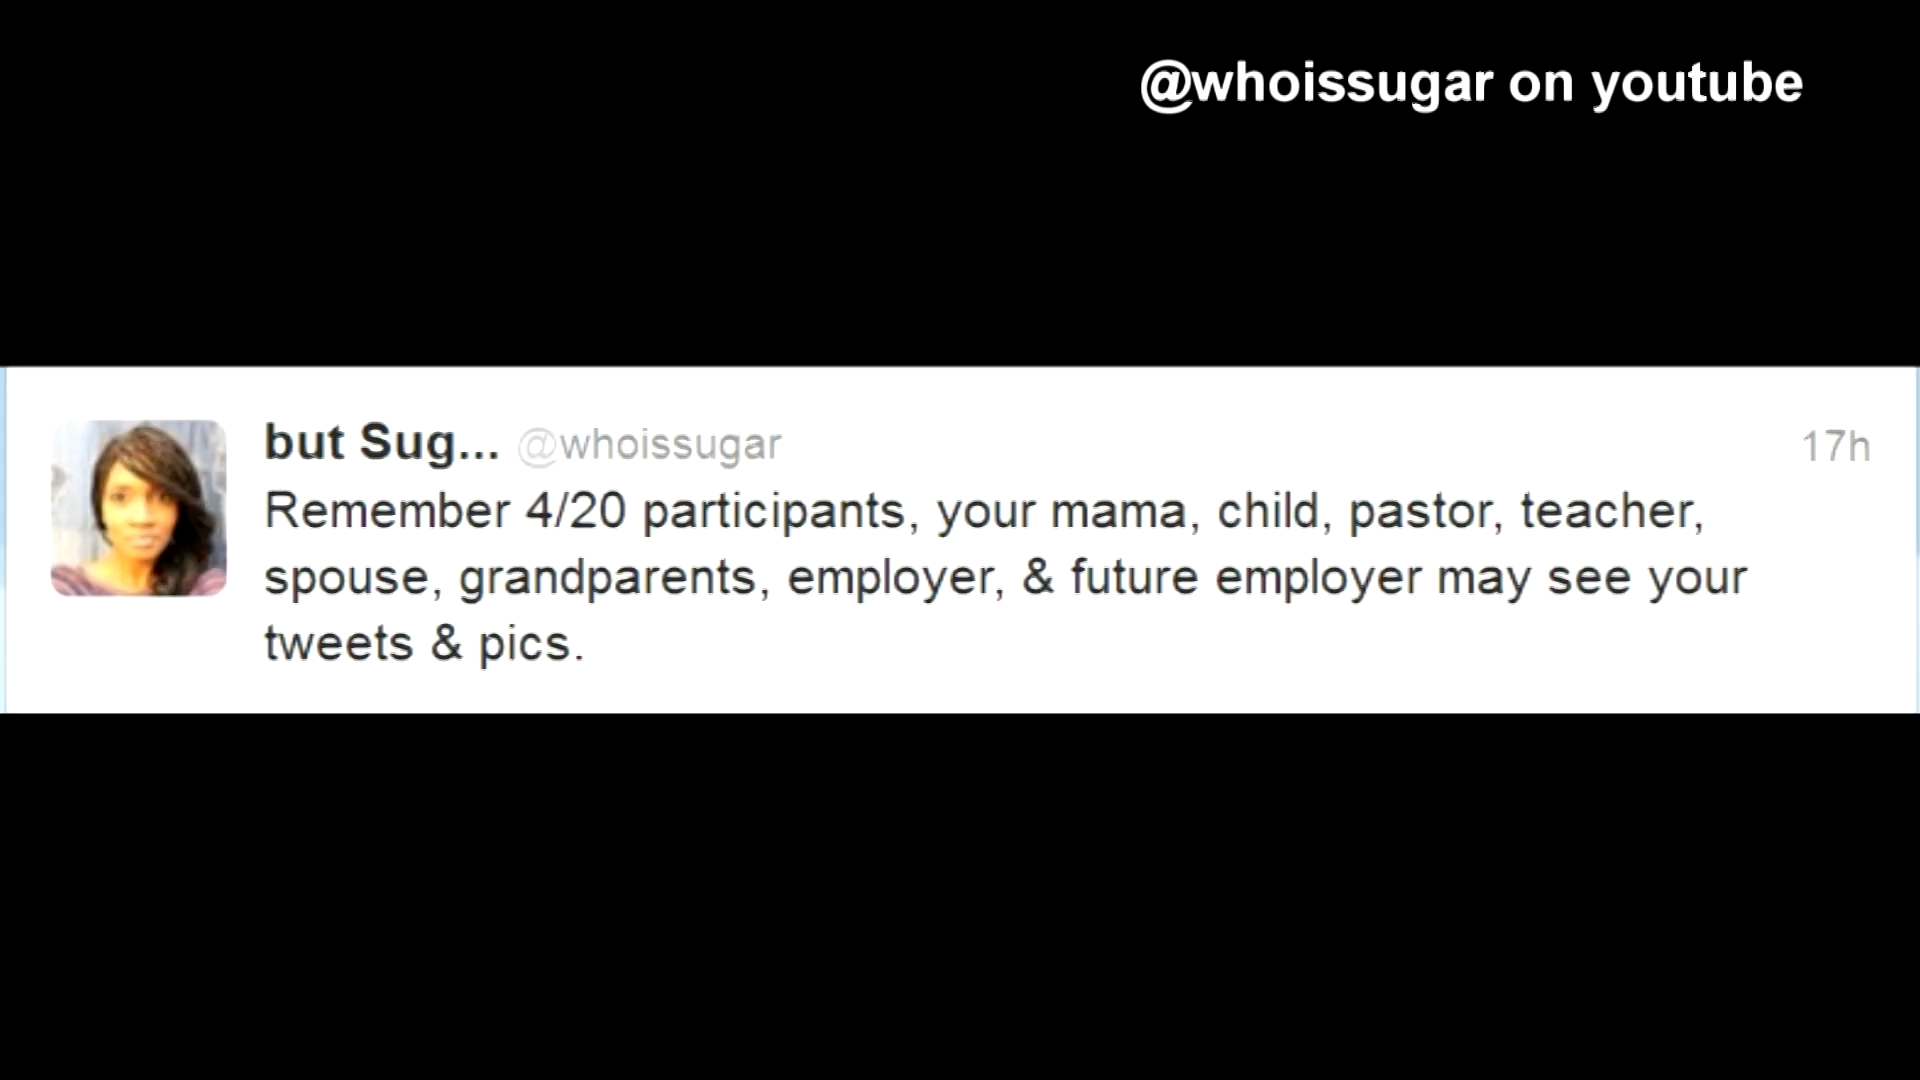 @whoissugar on youtube
but Sug... @whoissugar 17h
Remember 4/20 participants, your mama, child, pastor, teacher,
spouse, grandparents, employer, & future employer may see your
tweets & pics.